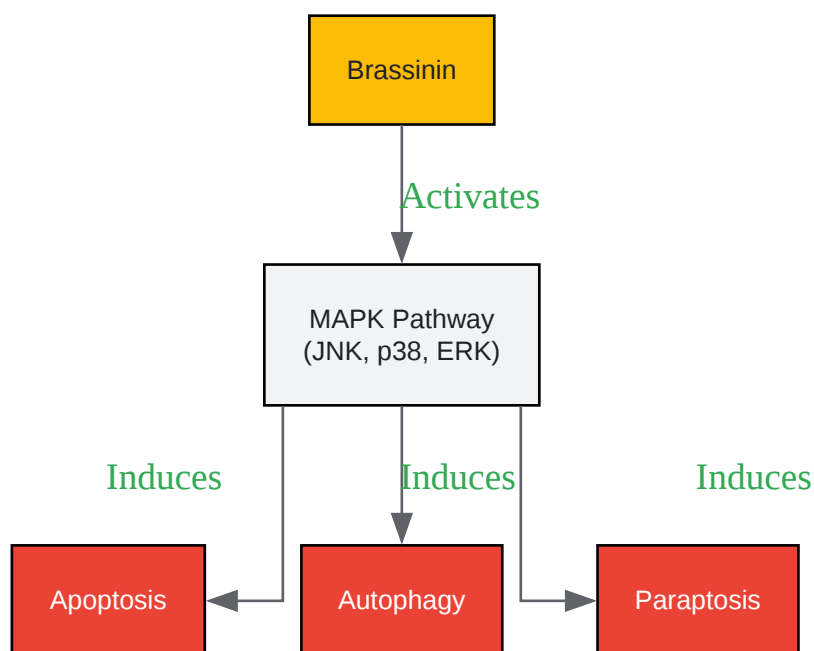 Brassinin
Activates
MAPK Pathway
(JNK, p38, ERK)
Induces
Induces
Induces
Apoptosis
Autophagy
Paraptosis